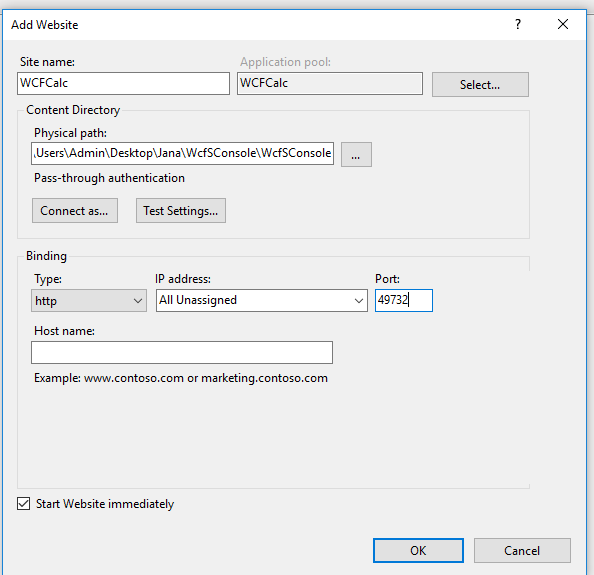 Add Website
?
Site name: Application pool:
WCFCalc WCFCalc Select...
Content Directory
Physical path:
\Users\Admin\Desktop\Jana\WcfSConsole\WcfSConsole ...
Pass-through authentication
Connect as... Test Settings...
Binding
Type: IP address: Port:
http All Unassigned 49732
Host name:
Example: www.contoso.com or marketing.contoso.com
Start Website immediately
OK Cancel